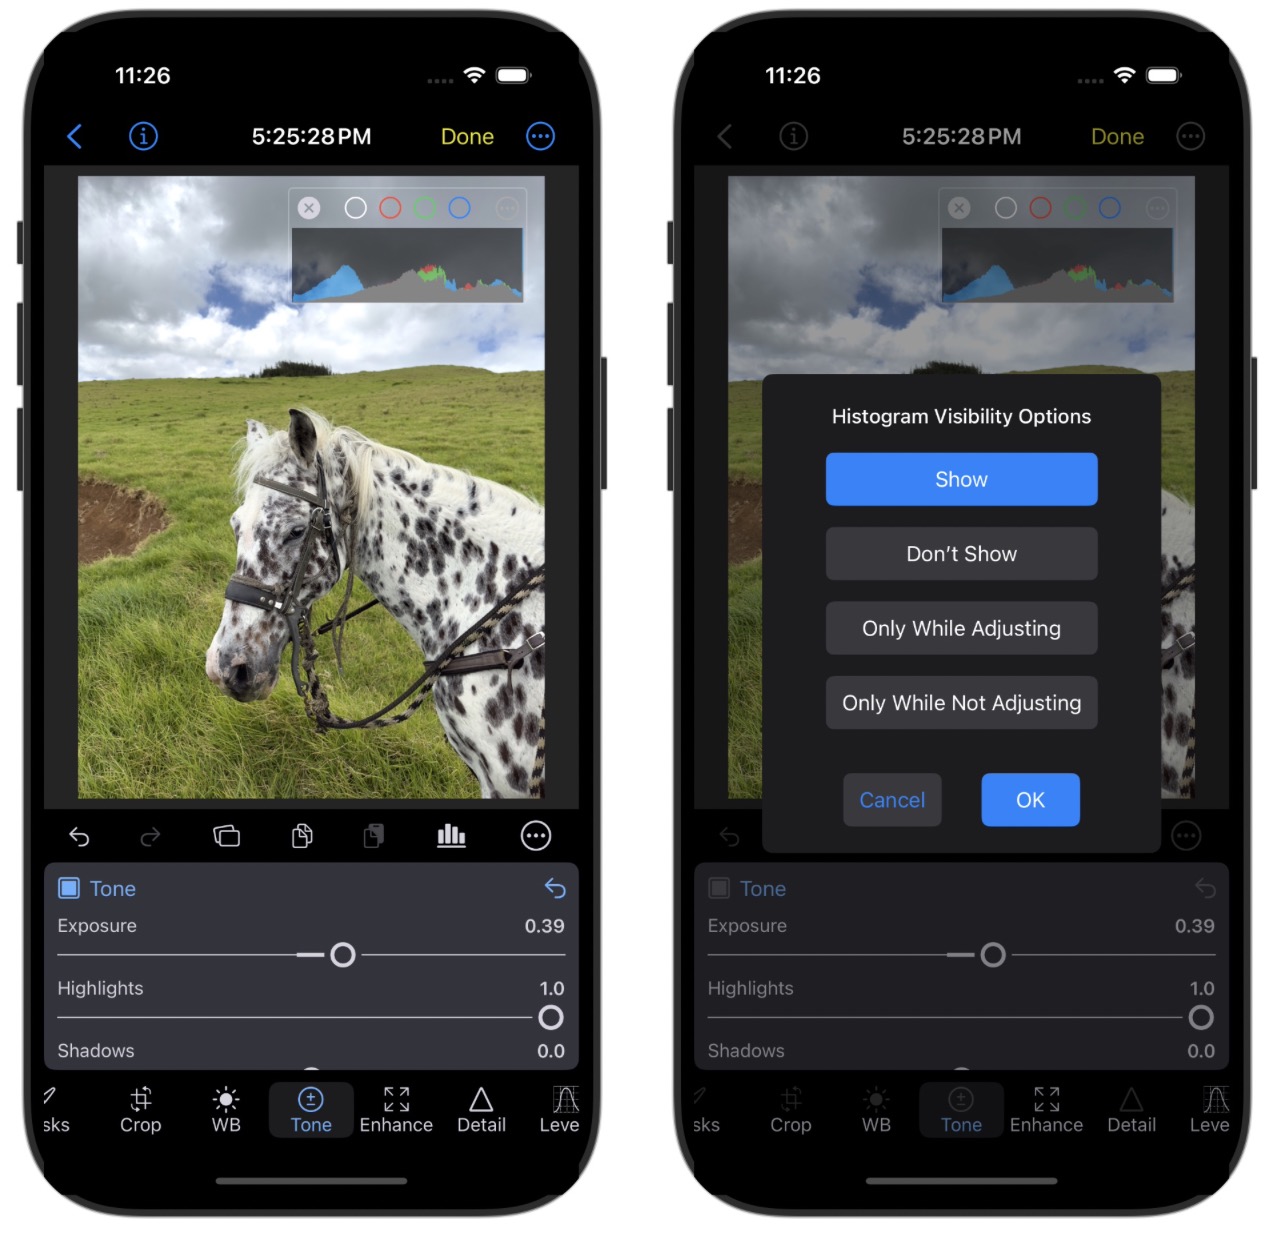 11:26
5:25:28 PM
Done
Tone
Exposure
0.39
Highlights
1.0
Shadows
0.0
sks
Crop
WB
Tone
Enhance
Detail
Leve
11:26
5:25:28 PM
Done
Histogram Visibility Options
Show
Don't Show
Only While Adjusting
Only While Not Adjusting
Cancel
OK
Tone
Exposure
0.39
Highlights
1.0
Shadows
0.0
sks
Crop
WB
Tone
Enhance
Detail
Leve